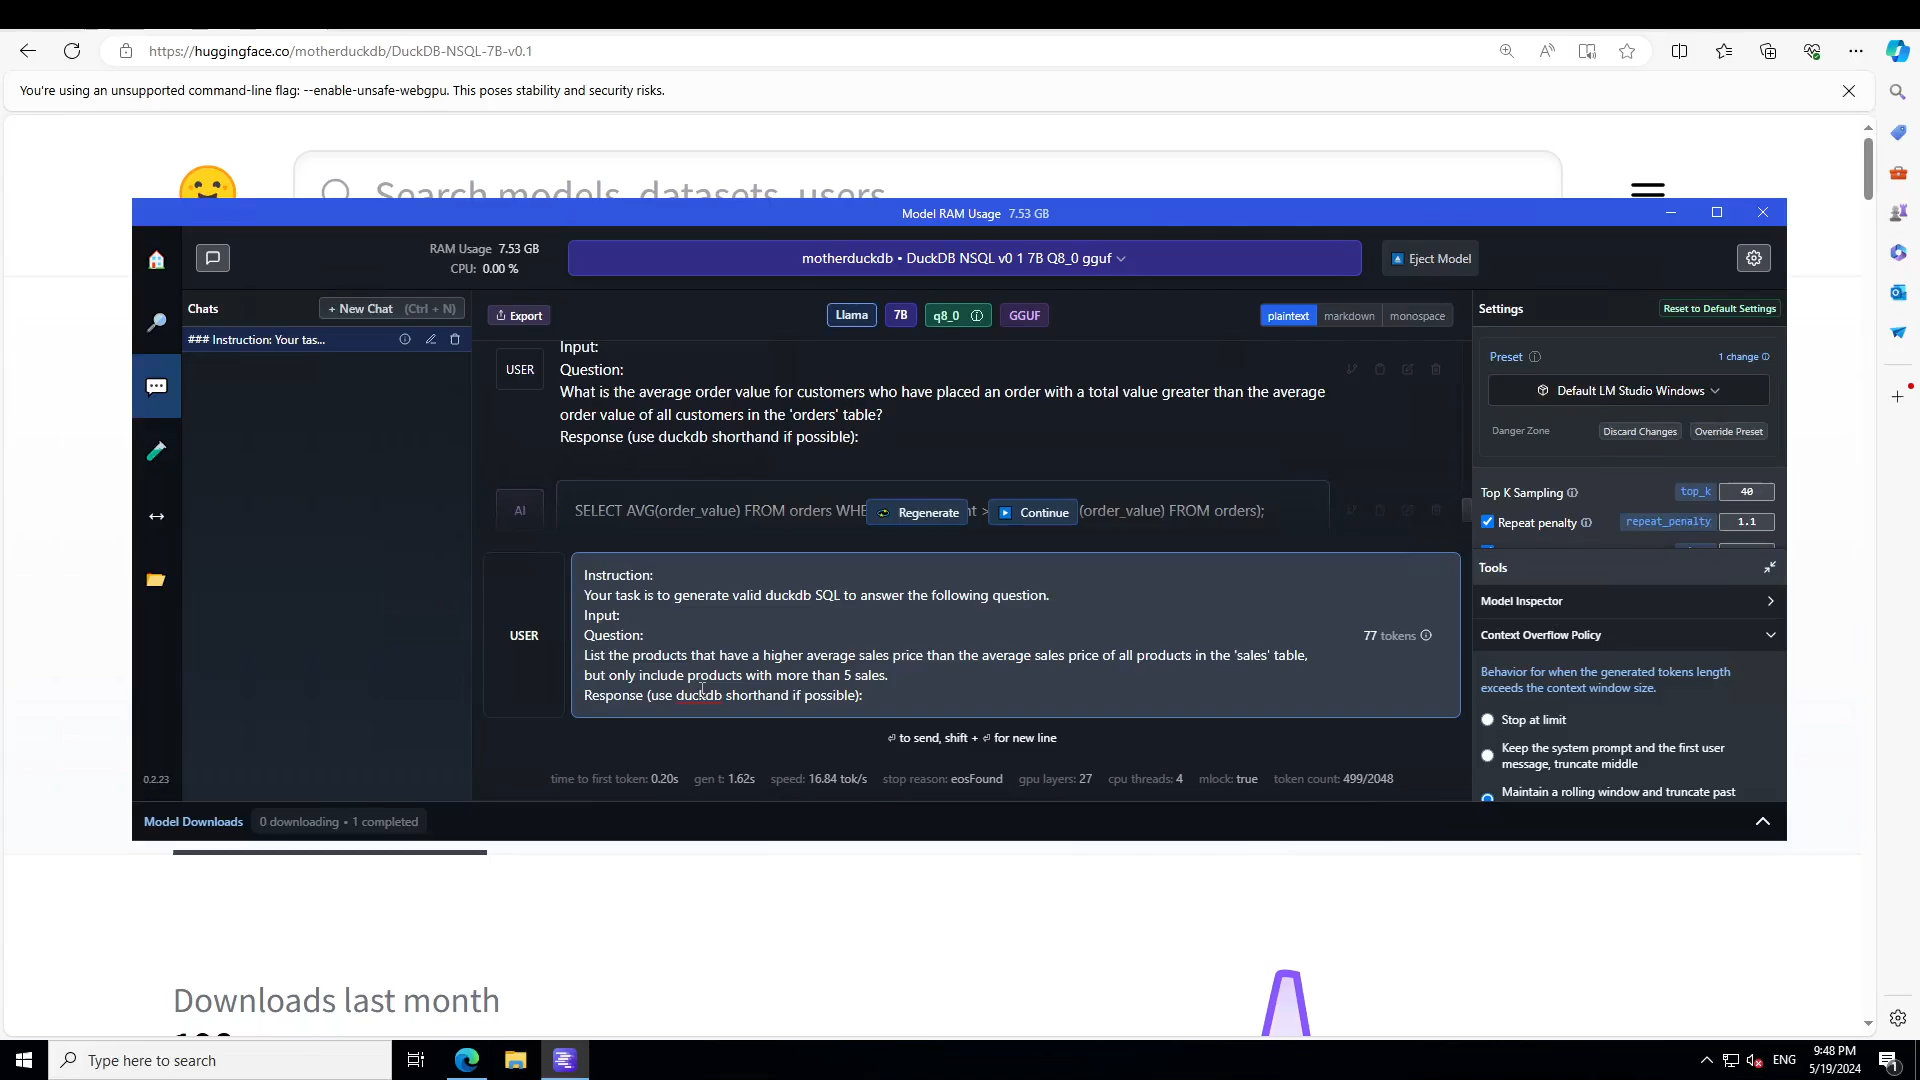 https://huggingface.co/motherduckdb/DuckDB-NSQL-7B-v0.1
You're using an unsupported command-line flag: --enable-unsafe-webgpu. This poses stability and security risks.
Search models, datasets, users
Model RAM Usage 7.53 GB
RAM Usage 7.53 GB
CPU: 0.00 %
motherduckdb • DuckDB NSQL v0 1 7B Q8_0 gguf
Eject Model
Chats
+ New Chat (Ctrl + N)
Export
Llama 7B q8_0 GGUF
plaintext markdown monospace
Settings
Reset to Default Settings
### Instruction: Your tas...
Input:
USER
Question:
What is the average order value for customers who have placed an order with a total value greater than the average
order value of all customers in the 'orders' table?
Response (use duckdb shorthand if possible):
AI
SELECT AVG(order_value) FROM orders WHE
Regenerate
Continue
(order_value) FROM orders);
Preset
1 change
Default LM Studio Windows
Danger Zone
Discard Changes
Override Preset
Top K Sampling
top_k 40
Repeat penalty
repeat_penalty 1.1
USER
Instruction:
Your task is to generate valid duckdb SQL to answer the following question.
Input:
Question:
List the products that have a higher average sales price than the average sales price of all products in the 'sales' table,
but only include products with more than 5 sales.
Response (use duckdb shorthand if possible):
77 tokens
⏎ to send, shift + ⏎ for new line
time to first token: 0.20s gen t: 1.62s speed: 16.84 tok/s stop reason: eosFound gpu layers: 27 cpu threads: 4 mlock: true token count: 499/2048
Tools
Model Inspector
Context Overflow Policy
Behavior for when the generated tokens length
exceeds the context window size.
Stop at limit
Keep the system prompt and the first user
message, truncate middle
Maintain a rolling window and truncate past
0.2.23
Model Downloads
0 downloading • 1 completed
Downloads last month
Type here to search
ENG
9:48 PM
5/19/2024
1